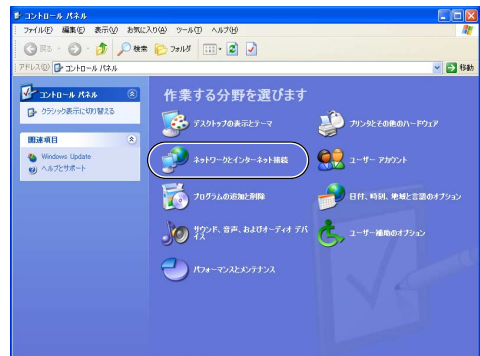 コントロール パネル
ファイル(F) 編集(E) 表示(V) お気に入り(A) ツール(T) ヘルプ(H)
戻る 検索 フォルダ
アドレス(D) コントロール パネル 移動
コントロール パネル
クラシック表示に切り替える
関連項目
Windows Update
ヘルプとサポート
作業する分野を選びます
デスクトップの表示とテーマ
プリンタとその他のハードウェア
ネットワークとインターネット接続
ユーザー アカウント
プログラムの追加と削除
日付、時刻、地域と言語のオプション
サウンド、音声、およびオーディオ デバ
イス
ユーザー補助のオプション
パフォーマンスとメンテナンス